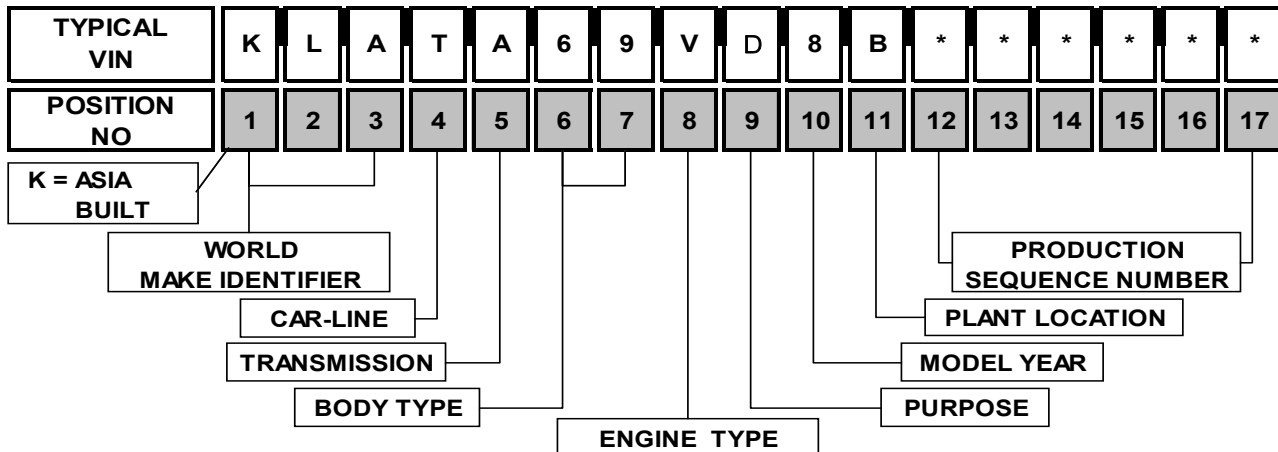 TYPICAL VIN K L A T A 6 9 V D 8 B * * * * * *
POSITION NO 1 2 3 4 5 6 7 8 9 10 11 12 13 14 15 16 17
K = ASIA
BUILT
WORLD
MAKE IDENTIFIER
PRODUCTION
SEQUENCE NUMBER
CAR-LINE
PLANT LOCATION
TRANSMISSION
MODEL YEAR
BODY TYPE
PURPOSE
ENGINE TYPE